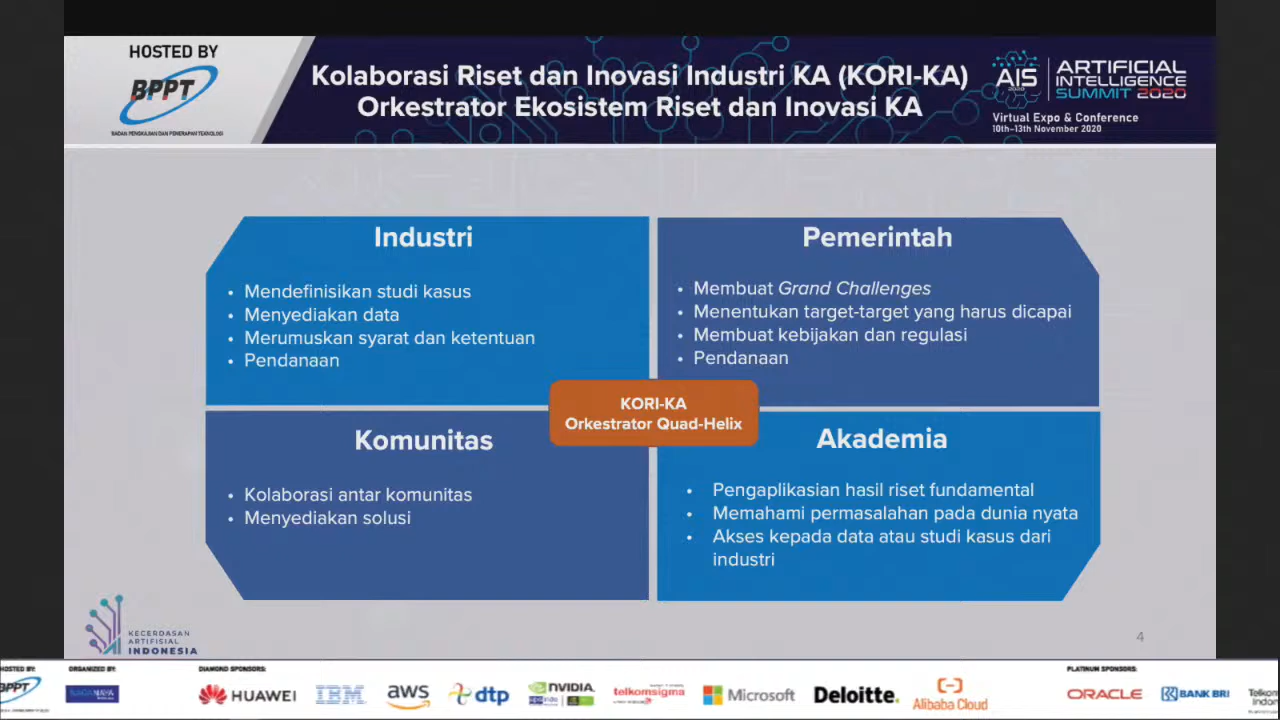 HOSTED BY
BPPT
BADAN PENGKAJIAN DAN PENERAPAN TEKNOLOGI
Kolaborasi Riset dan Inovasi Industri KA (KORI-KA)
Orkestrator Ekosistem Riset dan Inovasi KA
AIS
2020
ARTIFICIAL
INTELLIGENCE
SUMMIT 2020
Virtual Expo & Conference
10th-13th November 2020
Industri
• Mendefinisikan studi kasus
• Menyediakan data
• Merumuskan syarat dan ketentuan
• Pendanaan
Pemerintah
• Membuat Grand Challenges
• Menentukan target-target yang harus dicapai
• Membuat kebijakan dan regulasi
• Pendanaan
KORI-KA
Orkestrator Quad-Helix
Komunitas
• Kolaborasi antar komunitas
• Menyediakan solusi
Akademia
• Pengaplikasian hasil riset fundamental
• Memahami permasalahan pada dunia nyata
• Akses kepada data atau studi kasus dari
industri
KECERDASAN
ARTIFISIAL
INDONESIA
4
HOSTED BY:
BPPT
ORGANIZED BY:
DIAMOND SPONSORS:
HUAWEI
IBM
aws
dtp
NVIDIA
telkomsigma
Microsoft
Deloitte.
Alibaba Cloud
PLATINUM SPONSORS:
ORACLE
BANK BRI
Telkom
Indon